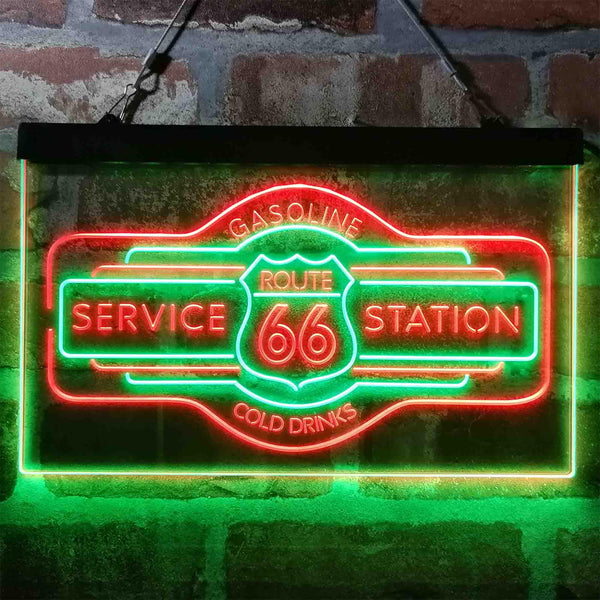 GASOLINE
ROUTE
SERVICE 66 STATION
COLD DRINKS